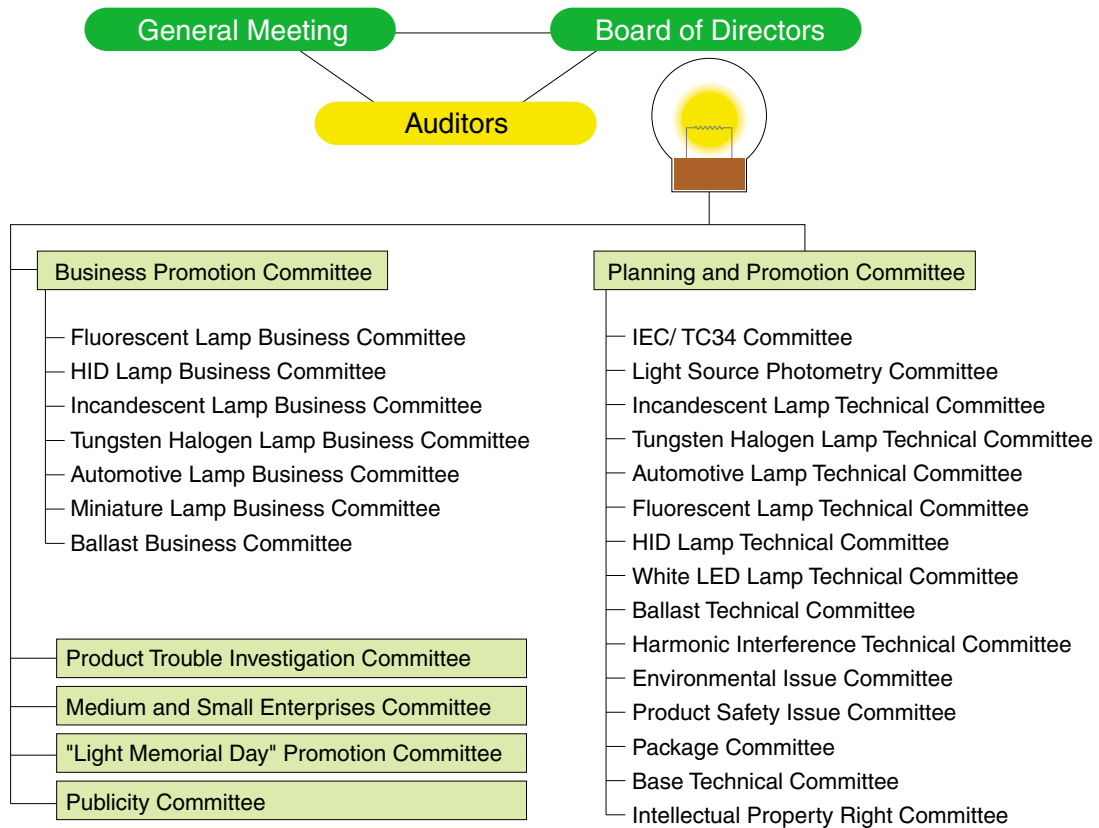 General Meeting
Board of Directors
Auditors
Business Promotion Committee
Fluorescent Lamp Business Committee
HID Lamp Business Committee
Incandescent Lamp Business Committee
Tungsten Halogen Lamp Business Committee
Automotive Lamp Business Committee
Miniature Lamp Business Committee
Ballast Business Committee
Product Trouble Investigation Committee
Medium and Small Enterprises Committee
"Light Memorial Day" Promotion Committee
Publicity Committee
Planning and Promotion Committee
IEC/ TC34 Committee
Light Source Photometry Committee
Incandescent Lamp Technical Committee
Tungsten Halogen Lamp Technical Committee
Automotive Lamp Technical Committee
Fluorescent Lamp Technical Committee
HID Lamp Technical Committee
White LED Lamp Technical Committee
Ballast Technical Committee
Harmonic Interference Technical Committee
Environmental Issue Committee
Product Safety Issue Committee
Package Committee
Base Technical Committee
Intellectual Property Right Committee